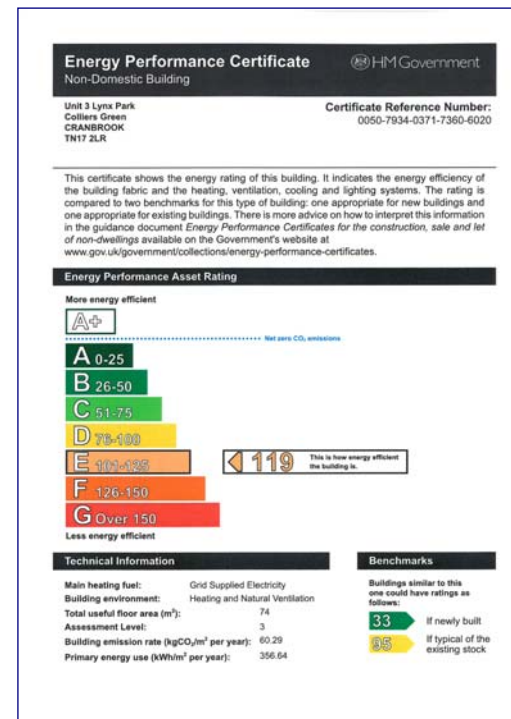 Energy Performance Certificate
HM Government
Non-Domestic Building
Unit 3 Lynx Park
Colliers Green
CRANBROOK
TN17 2LR
Certificate Reference Number:
0050-7934-0371-7360-6020
This certificate shows the energy rating of this building. It indicates the energy efficiency of
the building fabric and the heating, ventilation, cooling and lighting systems. The rating is
compared to two benchmarks for this type of building: one appropriate for new buildings and
one appropriate for existing buildings. There is more advice on how to interpret this information
in the guidance document Energy Performance Certificates for the construction, sale and let
of non-dwellings available on the Government's website at
www.gov.uk/government/collections/energy-performance-certificates.
Energy Performance Asset Rating
More energy efficient
A+
Net zero CO₂ emissions
A 0-25
B 26-50
C 51-75
D 76-100
E 101-125
119
This is how energy efficient
the building is.
F 126-150
G Over 150
Less energy efficient
Technical Information
Main heating fuel: Grid Supplied Electricity
Building environment: Heating and Natural Ventilation
Total useful floor area (m²): 74
Assessment Level: 3
Building emission rate (kgCO₂/m² per year): 60.29
Primary energy use (kWh/m² per year): 356.64
Benchmarks
Buildings similar to this
one could have ratings as
follows:
33 If newly built
95 If typical of the
existing stock